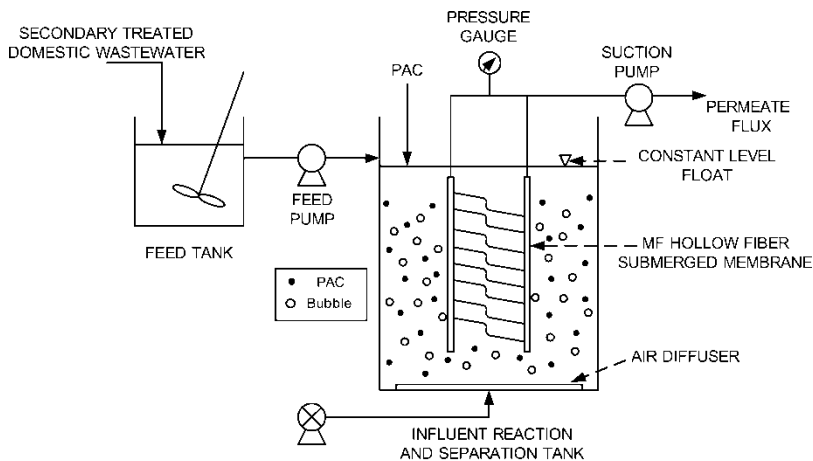 PRESSURE
GAUGE
SECONDARY TREATED
DOMESTIC WASTEWATER
SUCTION
PUMP
PAC
PERMEATE
FLUX
CONSTANT LEVEL
FLOAT
FEED
PUMP
FEED TANK
MF HOLLOW FIBER
SUBMERGED MEMBRANE
PAC
Bubble
AIR DIFFUSER
INFLUENT REACTION
AND SEPARATION TANK